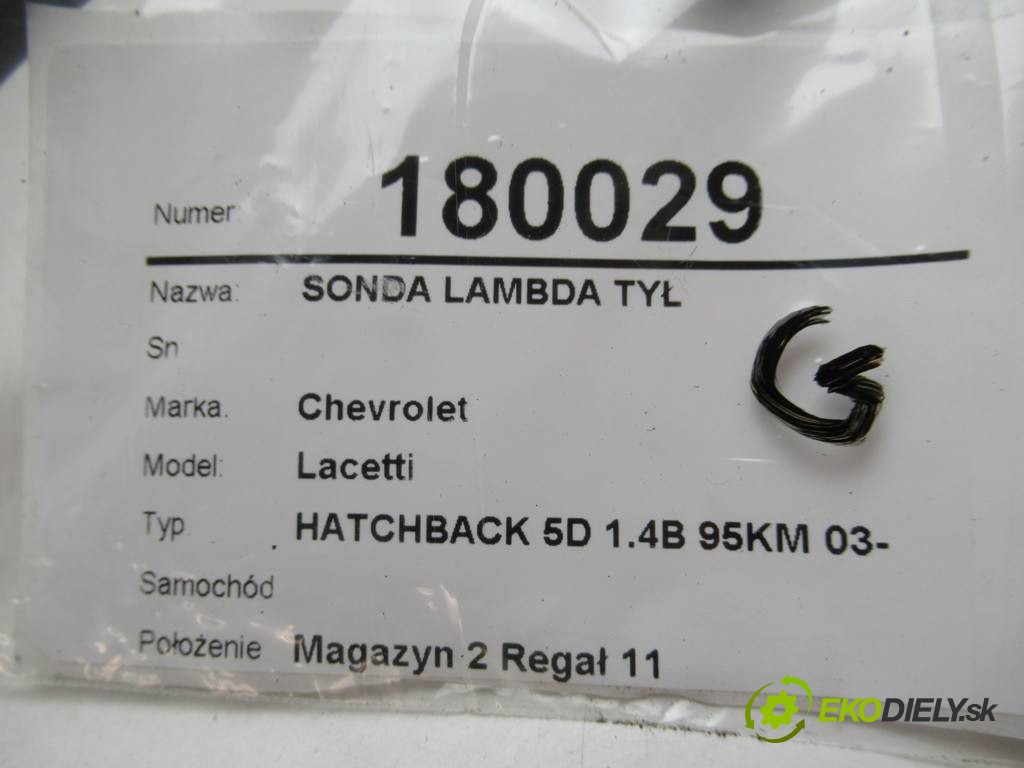 Numer: 180029
Nazwa: SONDA LAMBDA TYŁ
Sn
Marka. Chevrolet
Model: Lacetti
Typ HATCHBACK 5D 1.4B 95KM 03-
Samochód
Położenie Magazyn 2 Regał 11
G
EKODIELY.sk